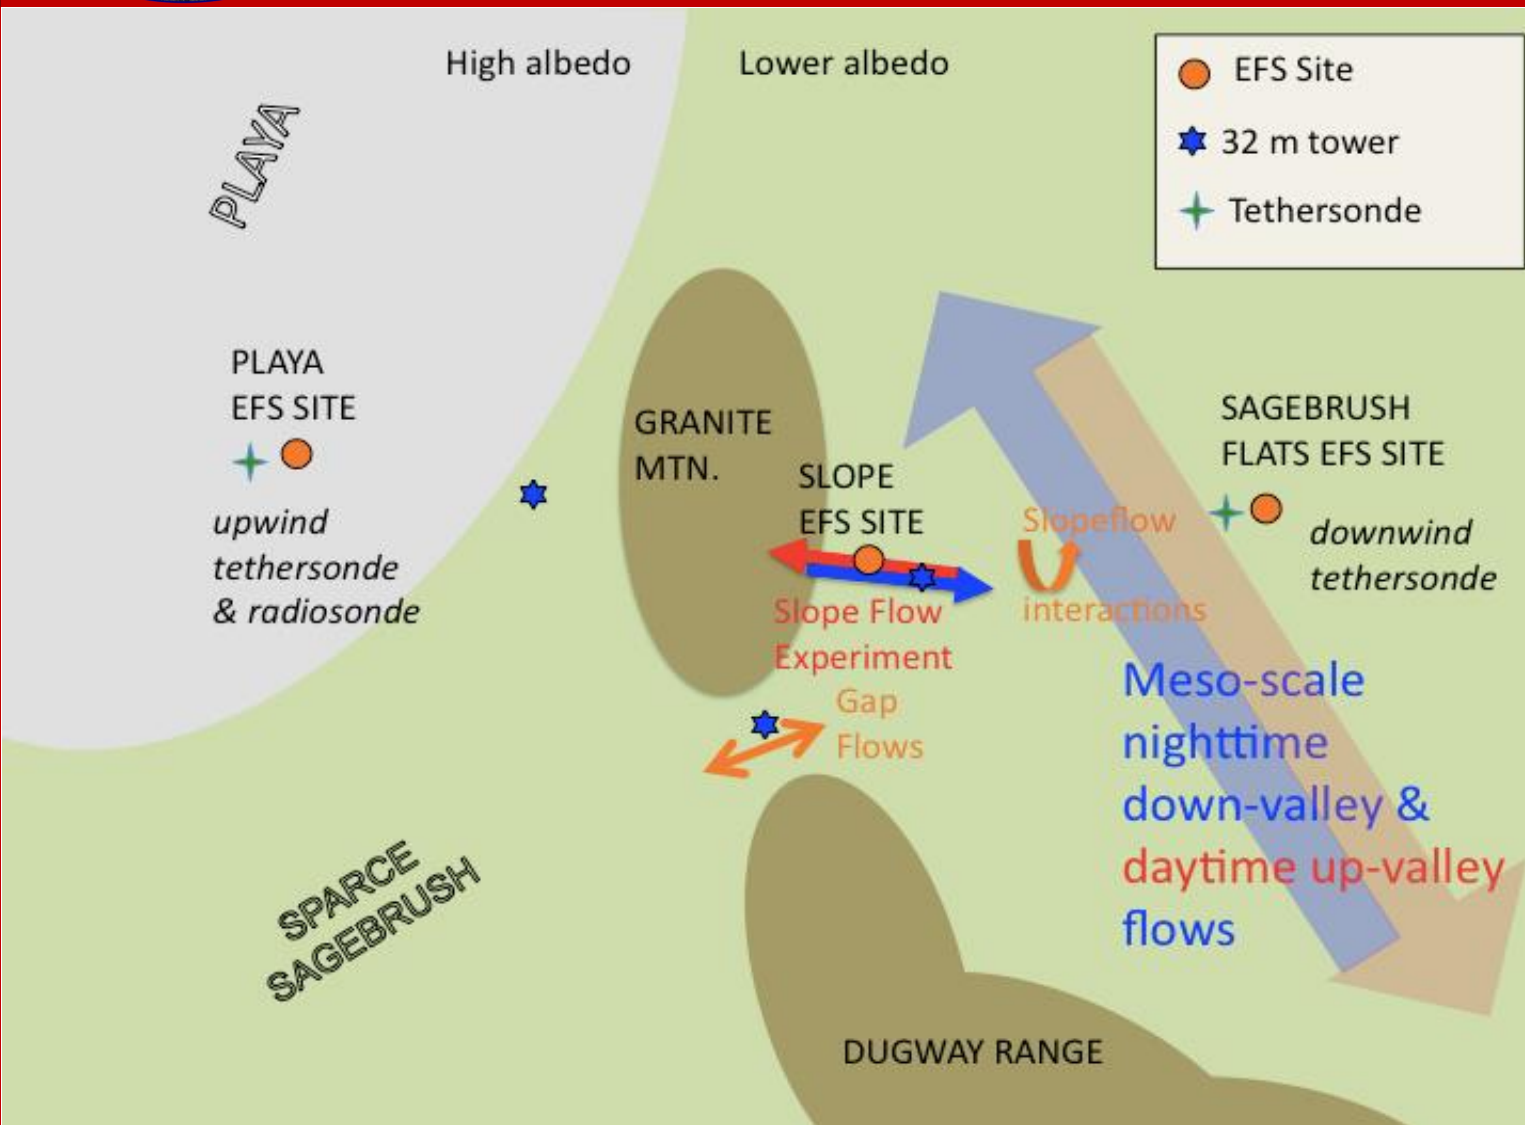 High albedo
Lower albedo
EFS Site
32 m tower
Tethersonde
PLAYA
PLAYA
EFS SITE
upwind
tethersonde
& radiosonde
GRANITE
MTN.
SLOPE
EFS SITE
Slopeflow
interactions
SAGEBRUSH
FLATS EFS SITE
downwind
tethersonde
Slope Flow
Experiment
Gap
Flows
Meso-scale
nighttime
down-valley &
daytime up-valley
flows
SPARCE
SAGEBRUSH
DUGWAY RANGE